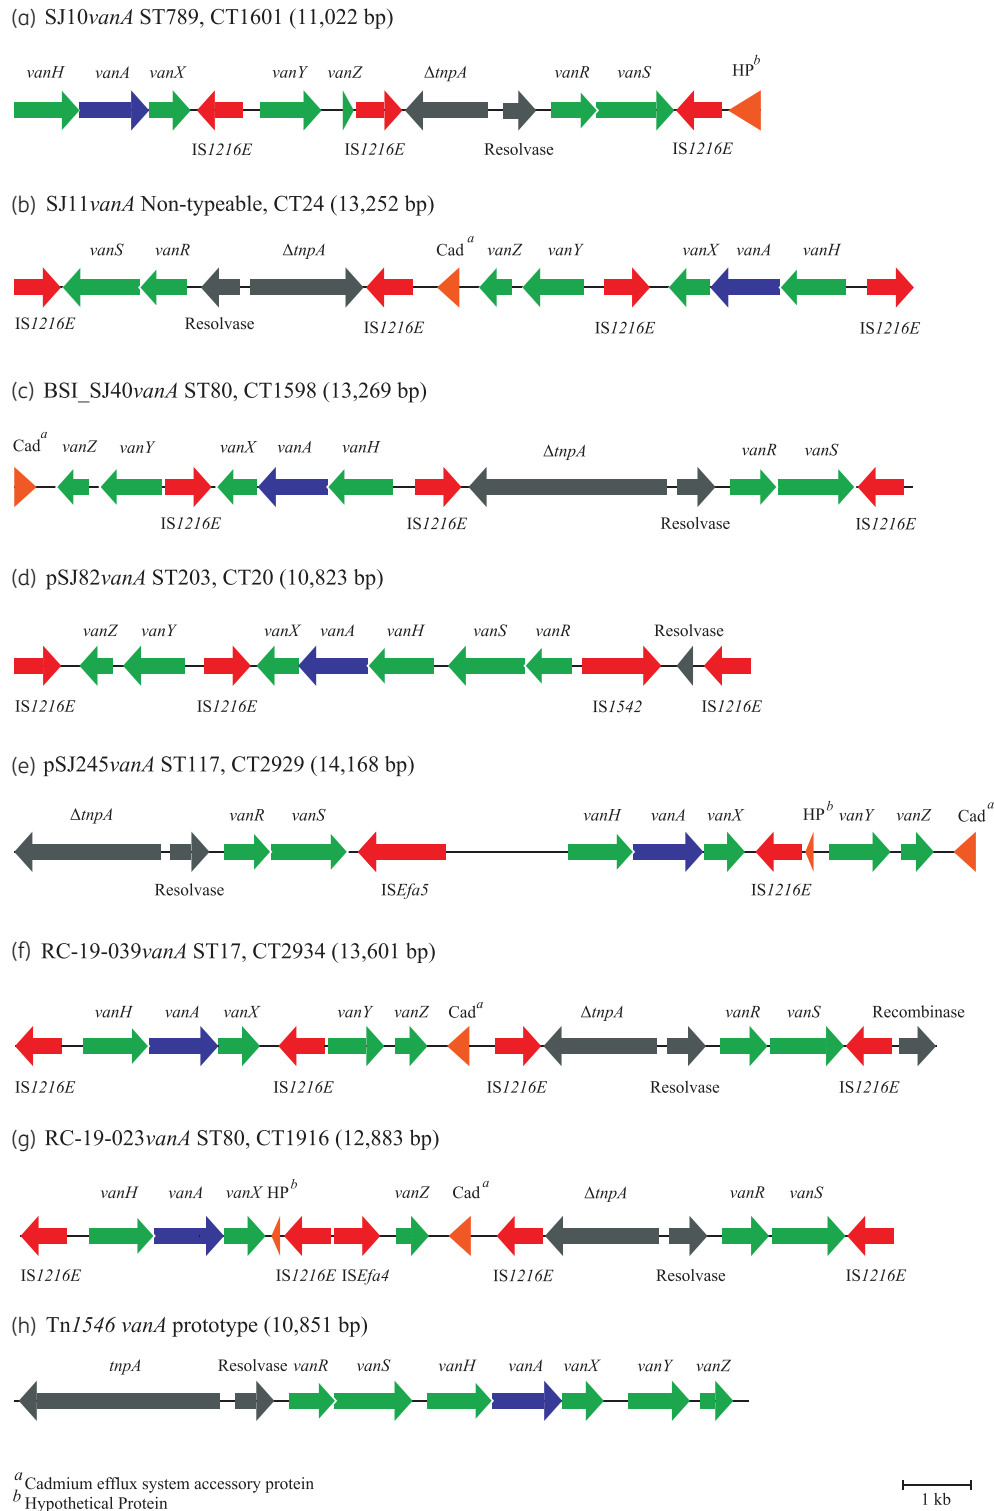 (a) SJ10vanA ST789, CT1601 (11,022 bp)
vanH vanA vanX vanY vanZ ΔtnpA vanR vanS HP b
IS1216E IS1216E Resolvase IS1216E
(b) SJ11vanA Non-typeable, CT24 (13,252 bp)
vanS vanR ΔtnpA Cad a vanZ vanY vanX vanA vanH
IS1216E Resolvase IS1216E IS1216E IS1216E
(c) BSI_SJ40vanA ST80, CT1598 (13,269 bp)
Cad a vanZ vanY vanX vanA vanH ΔtnpA vanR vanS
IS1216E IS1216E Resolvase IS1216E
(d) pSJ82vanA ST203, CT20 (10,823 bp)
vanZ vanY vanX vanA vanH vanS vanR Resolvase
IS1216E IS1216E IS1542 IS1216E
(e) pSJ245vanA ST117, CT2929 (14,168 bp)
ΔtnpA vanR vanS vanH vanA vanX HP b vanY vanZ Cad a
Resolvase ISEfa5 IS1216E
(f) RC-19-039vanA ST17, CT2934 (13,601 bp)
vanH vanA vanX vanY vanZ Cad a ΔtnpA vanR vanS Recombinase
IS1216E IS1216E IS1216E Resolvase IS1216E
(g) RC-19-023vanA ST80, CT1916 (12,883 bp)
vanH vanA vanX HP b vanZ Cad a ΔtnpA vanR vanS
IS1216E IS1216E ISEfa4 IS1216E Resolvase IS1216E
(h) Tn1546 vanA prototype (10,851 bp)
tnpA Resolvase vanR vanS vanH vanA vanX vanY vanZ
a Cadmium efflux system accessory protein
b Hypothetical Protein
1 kb